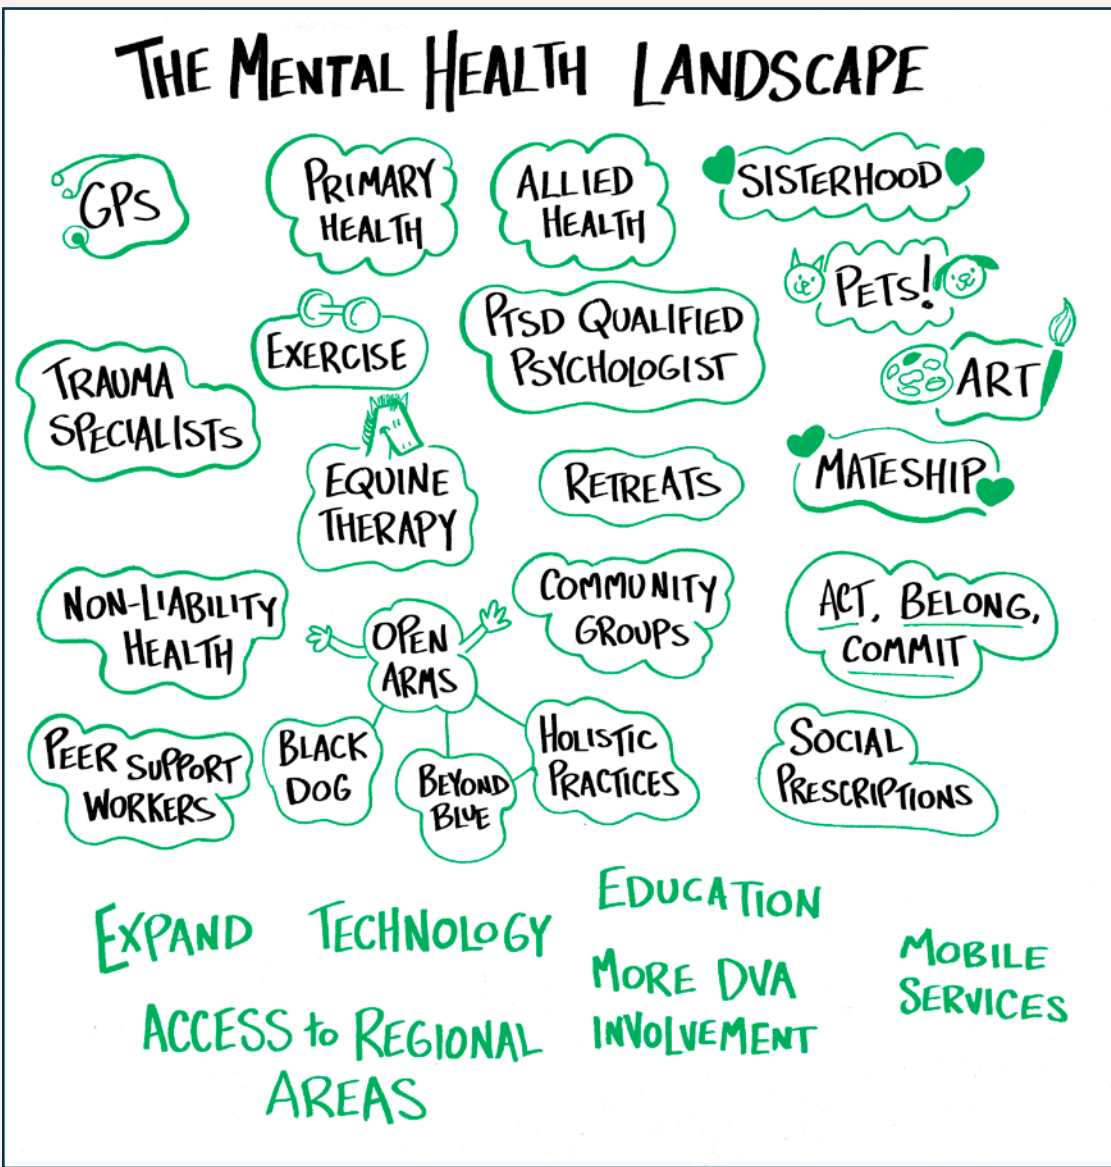 THE MENTAL HEALTH LANDSCAPE
GPS
PRIMARY
HEALTH
ALLIED
HEALTH
SISTERHOOD
PETS!
EXERCISE
PTSD QUALIFIED
PSYCHOLOGIST
ART
TRAUMA
SPECIALISTS
EQUINE
THERAPY
RETREATS
MATESHIP
NON-LIABILITY
HEALTH
OPEN
ARMS
COMMUNITY
GROUPS
ACT, BELONG,
COMMIT
PEER SUPPORT
WORKERS
BLACK
DOG
BEYOND
BLUE
HOLISTIC
PRACTICES
SOCIAL
PRESCRIPTIONS
EXPAND
TECHNOLOGY
EDUCATION
ACCESS to REGIONAL
AREAS
MORE DVA
INVOLVEMENT
MOBILE
SERVICES